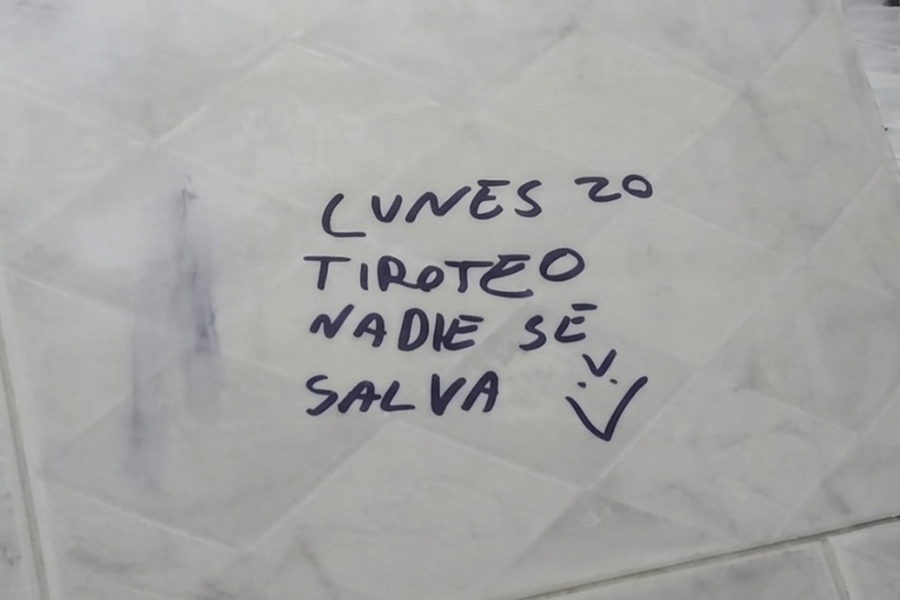 LUNES 20
TIROTEO
NADIE SE
SALVA